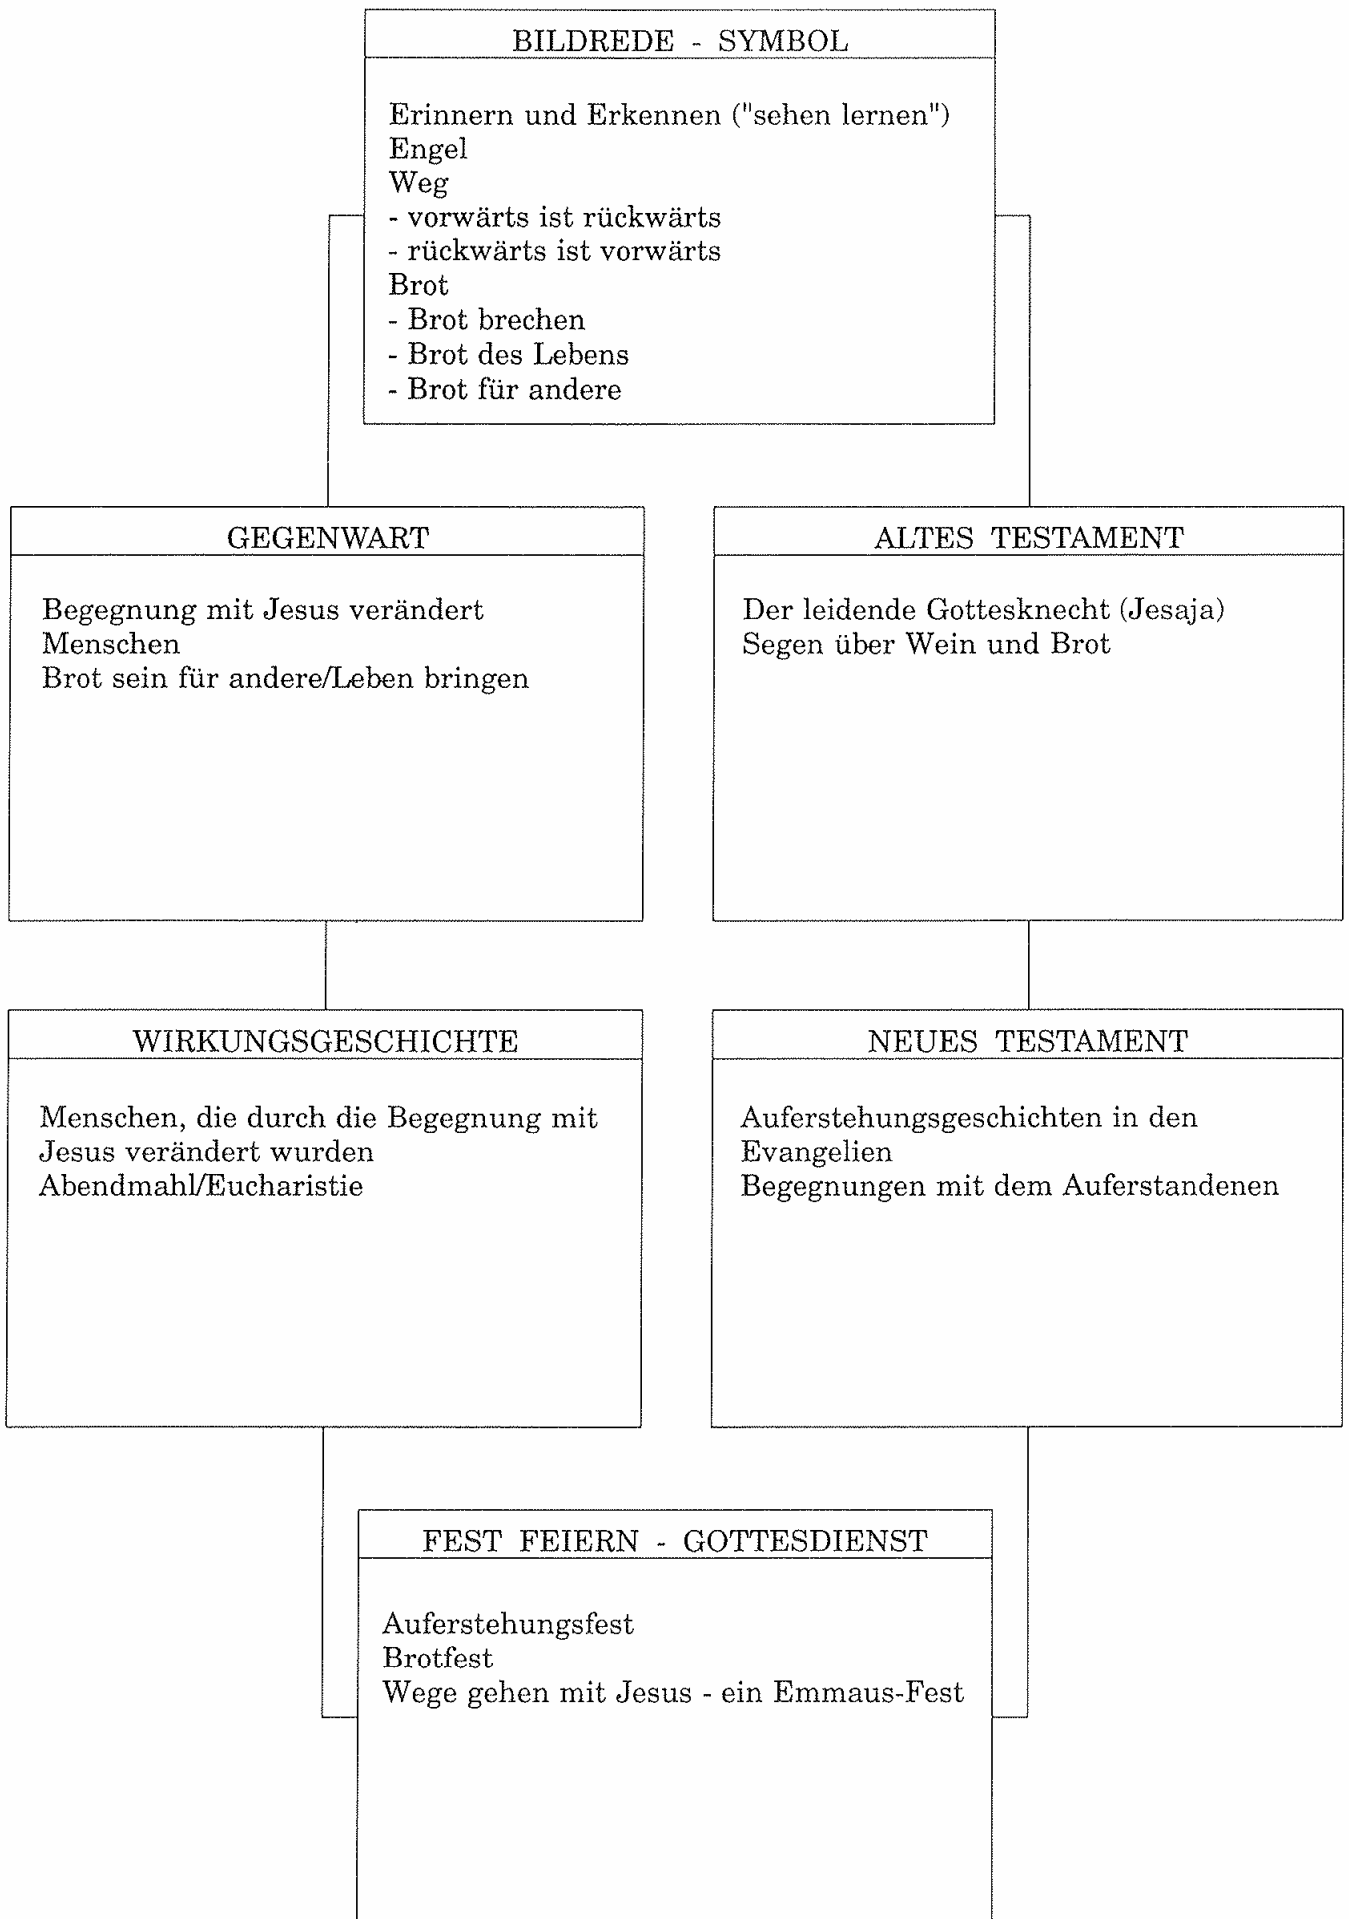 BILDREDE - SYMBOL
Erinnern und Erkennen ("sehen lernen")
Engel
Weg
- vorwärts ist rückwärts
- rückwärts ist vorwärts
Brot
- Brot brechen
- Brot des Lebens
- Brot für andere
GEGENWART
Begegnung mit Jesus verändert
Menschen
Brot sein für andere/Leben bringen
ALTES TESTAMENT
Der leidende Gottesknecht (Jesaja)
Segen über Wein und Brot
WIRKUNGSGESCHICHTE
Menschen, die durch die Begegnung mit
Jesus verändert wurden
Abendmahl/Eucharistie
NEUES TESTAMENT
Auferstehungsgeschichten in den
Evangelien
Begegnungen mit dem Auferstandenen
FEST FEIERN - GOTTESDIENST
Auferstehungsfest
Brotfest
Wege gehen mit Jesus - ein Emmaus-Fest